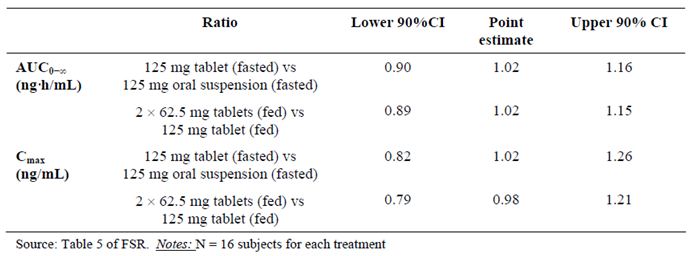 Ratio Lower 90%CI Point estimate Upper 90% CI
AUC0–∞ (ng·h/mL) 125 mg tablet (fasted) vs 125 mg oral suspension (fasted) 0.90 1.02 1.16
2 × 62.5 mg tablets (fed) vs 125 mg tablet (fed) 0.89 1.02 1.15
Cmax (ng/mL) 125 mg tablet (fasted) vs 125 mg oral suspension (fasted) 0.82 1.02 1.26
2 × 62.5 mg tablets (fed) vs 125 mg tablet (fed) 0.79 0.98 1.21
Source: Table 5 of FSR. Notes: N = 16 subjects for each treatment